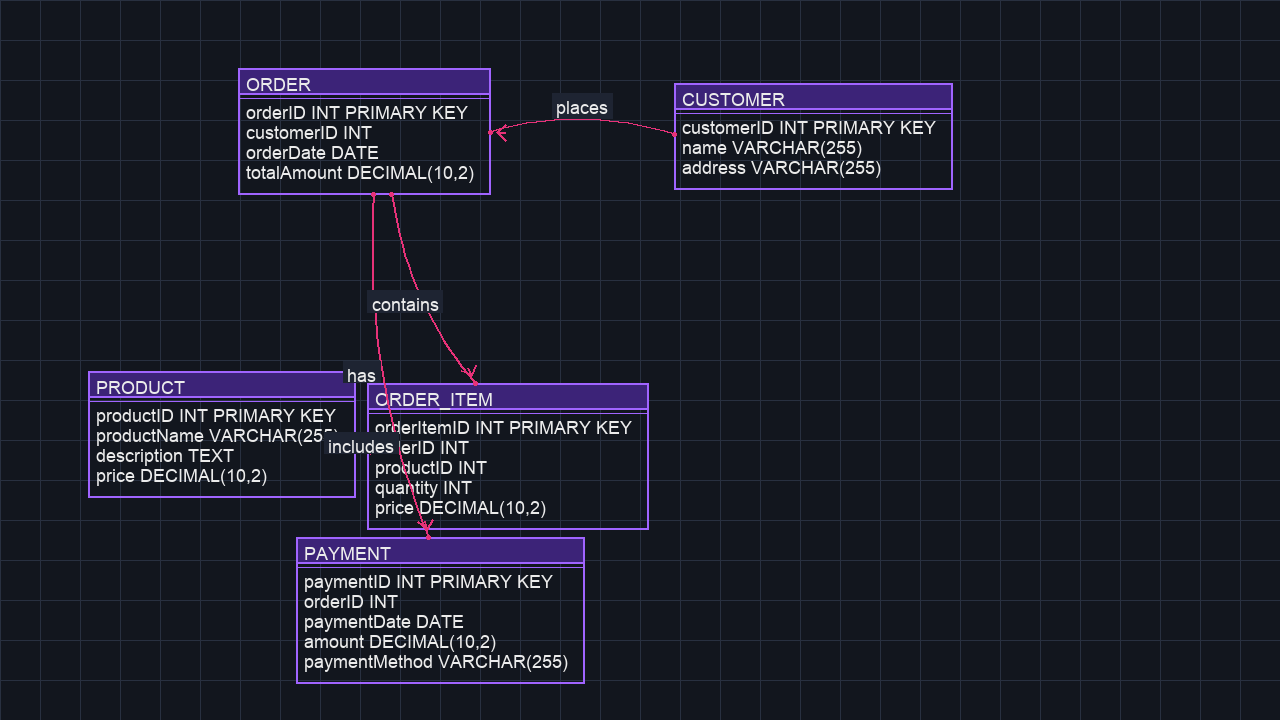 ORDER
orderID INT PRIMARY KEY
customerID INT
orderDate DATE
totalAmount DECIMAL(10,2)
places
CUSTOMER
customerID INT PRIMARY KEY
name VARCHAR(255)
address VARCHAR(255)
contains
has
PRODUCT
productID INT PRIMARY KEY
productName VARCHAR(255)
description TEXT
price DECIMAL(10,2)
includes
ORDER_ITEM
orderItemID INT PRIMARY KEY
orderID INT
productID INT
quantity INT
price DECIMAL(10,2)
PAYMENT
paymentID INT PRIMARY KEY
orderID INT
paymentDate DATE
amount DECIMAL(10,2)
paymentMethod VARCHAR(255)